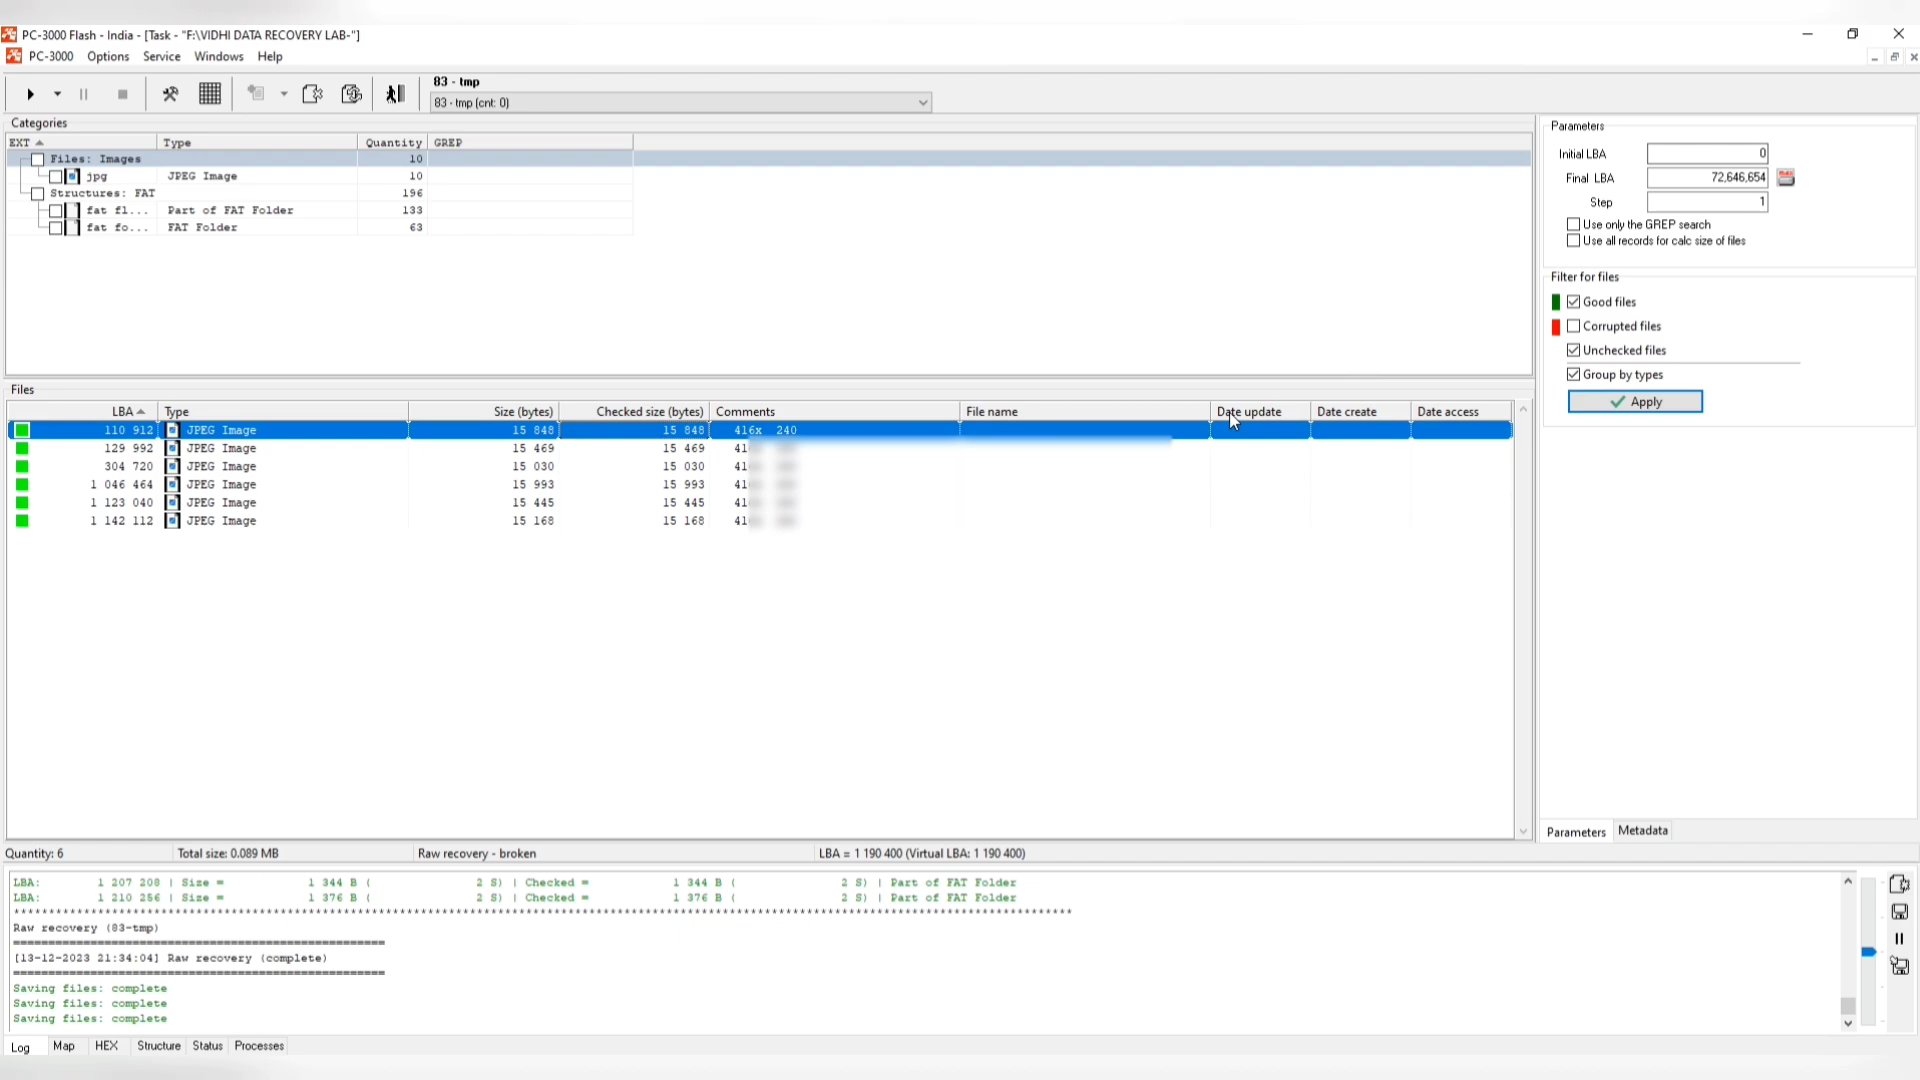 PC-3000 Flash - India - [Task - "F:\VIDHI DATA RECOVERY LAB-"]
PC-3000 Options Service Windows Help
83 - tmp
83 - tmp (cnt: 0)
Categories
EXT Type Quantity GREP
Files: Images 10
jpg JPEG Image 10
Structures: FAT 196
fat fl... Part of FAT Folder 133
fat fo... FAT Folder 63
Parameters
Initial LBA 0
Final LBA 72,646,654
Step 1
Use only the GREP search
Use all records for calc size of files
Filter for files
Good files
Corrupted files
Unchecked files
Group by types
Apply
Files
LBA Type Size (bytes) Checked size (bytes) Comments File name Date update Date create Date access
110 912 JPEG Image 15 848 15 848 416x 240
129 992 JPEG Image 15 469 15 469 41
304 720 JPEG Image 15 030 15 030 41
1 046 464 JPEG Image 15 993 15 993 41
1 123 040 JPEG Image 15 445 15 445 41
1 142 112 JPEG Image 15 168 15 168 41
Parameters Metadata
Quantity: 6 Total size: 0.089 MB Raw recovery - broken LBA = 1 190 400 (Virtual LBA: 1 190 400)
LBA: 1 207 208 | Size = 1 344 B ( 2 S) | Checked = 1 344 B ( 2 S) | Part of FAT Folder
LBA: 1 210 256 | Size = 1 376 B ( 2 S) | Checked = 1 376 B ( 2 S) | Part of FAT Folder
Raw recovery (83-tmp)
[13-12-2023 21:34:04] Raw recovery (complete)
Saving files: complete
Saving files: complete
Saving files: complete
Log Map HEX Structure Status Processes